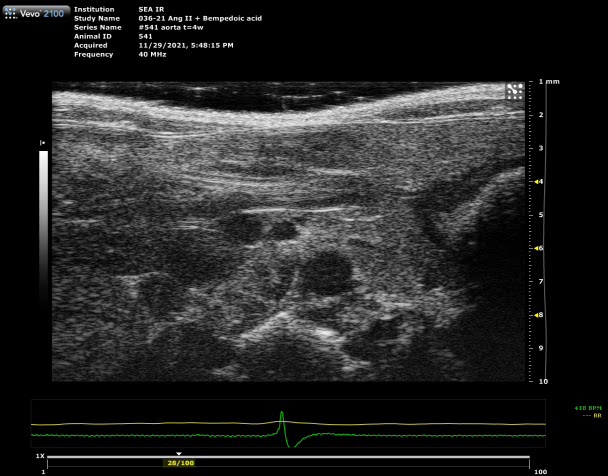 Vevo 2100
Institution SEA IR
Study Name 036-21 Ang II + Bempedoic acid
Series Name #541 aorta t=4w
Animal ID 541
Acquired 11/29/2021, 5:48:15 PM
Frequency 40 MHz
1 mm
2
3
4
5
6
7
8
9
10
438 BPM
--- RR
1X
28/100
1 100